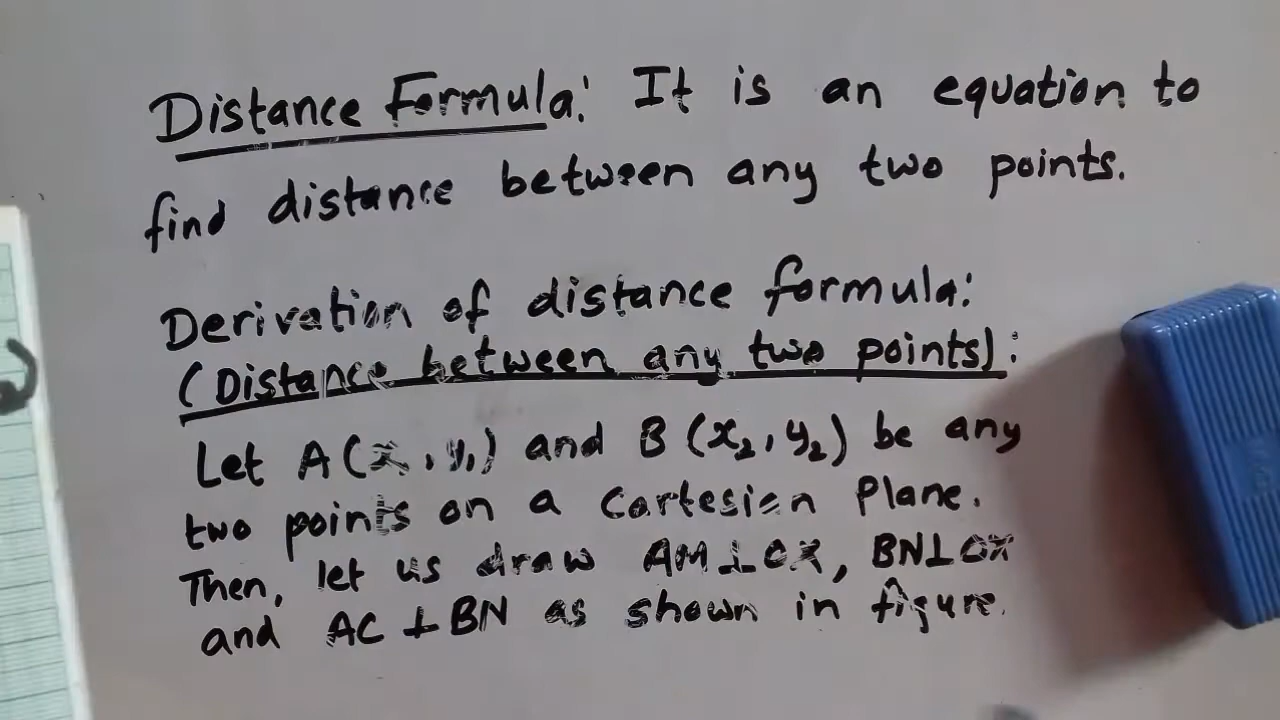 Distance Formula: It is an equation to
find distance between any two points.
Derivation of distance formula:
(Distance between any two points):
Let A(x₁, y₁) and B (x₂, y₂) be any
two points on a Cartesian Plane.
Then, let us draw AM⊥OX, BN⊥OX
and AC ⊥ BN as shown in figure.